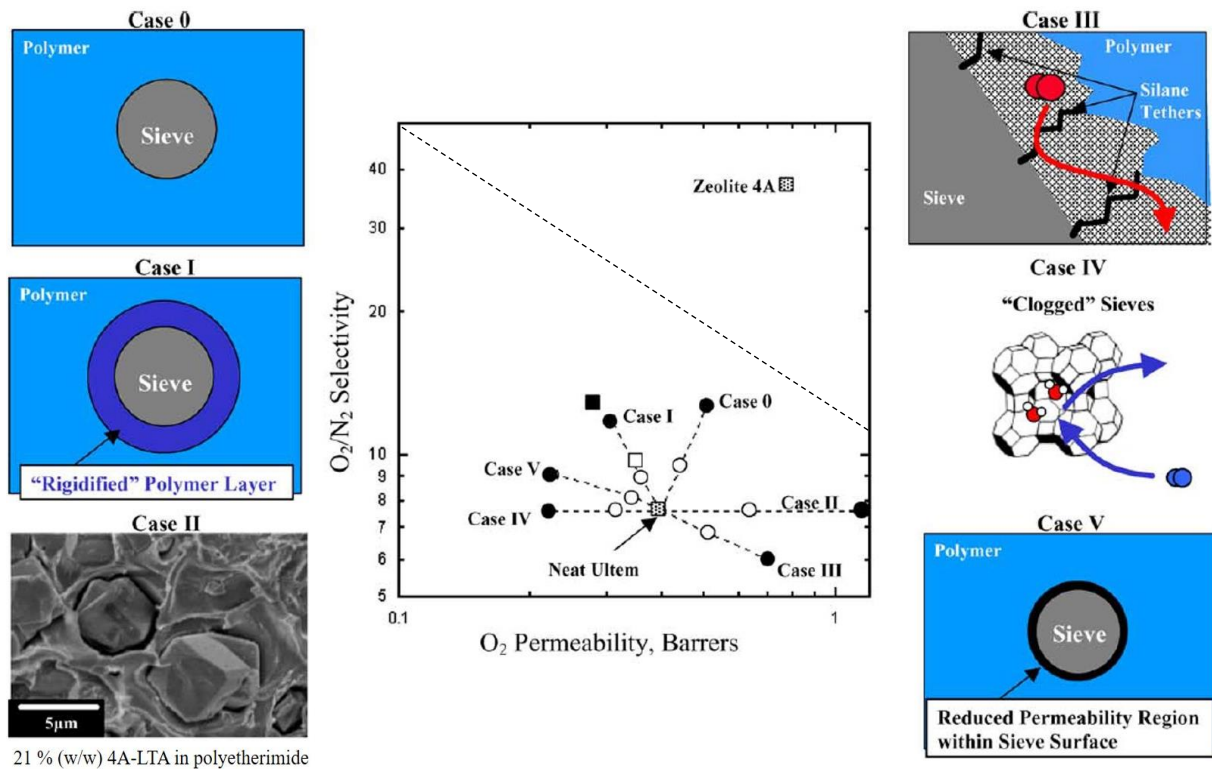 Case 0
Polymer
Sieve
Case I
Polymer
Sieve
“Rigidified” Polymer Layer
Case II
5μm
21 % (w/w) 4A-LTA in polyetherimide
O₂/N₂ Selectivity
40
30
20
10
9
8
7
6
5
0.1
1
O₂ Permeability, Barrers
Zeolite 4A
Case I
Case 0
Case V
Case IV
Case II
Neat Ultem
Case III
Case III
Polymer
Silane
Tethers
Sieve
Case IV
“Clogged” Sieves
Case V
Polymer
Sieve
Reduced Permeability Region
within Sieve Surface